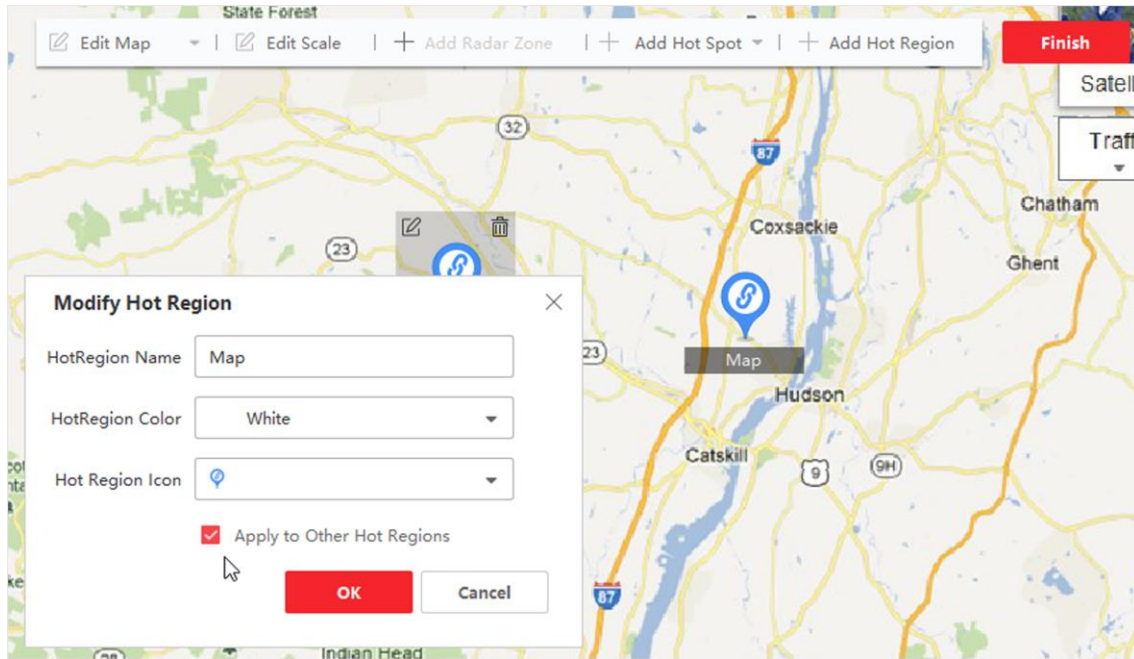 State Forest
Edit Map
Edit Scale
Add Radar Zone
Add Hot Spot
Add Hot Region
Finish
32
87
Chatham
23
Coxsackie
Ghent
Modify Hot Region
HotRegion Name
Map
23
Map
HotRegion Color
White
Hudson
Catskill
9
9H
Hot Region Icon
Apply to Other Hot Regions
OK
Cancel
87
Indian Head